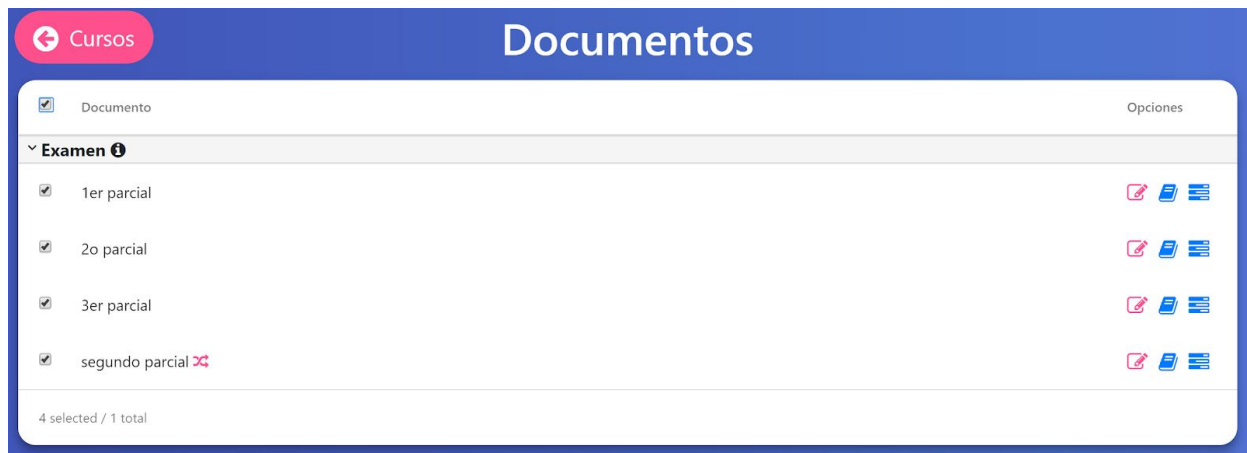 Cursos
Documentos
Documento
Opciones
Examen
1er parcial
2o parcial
3er parcial
segundo parcial
4 selected / 1 total